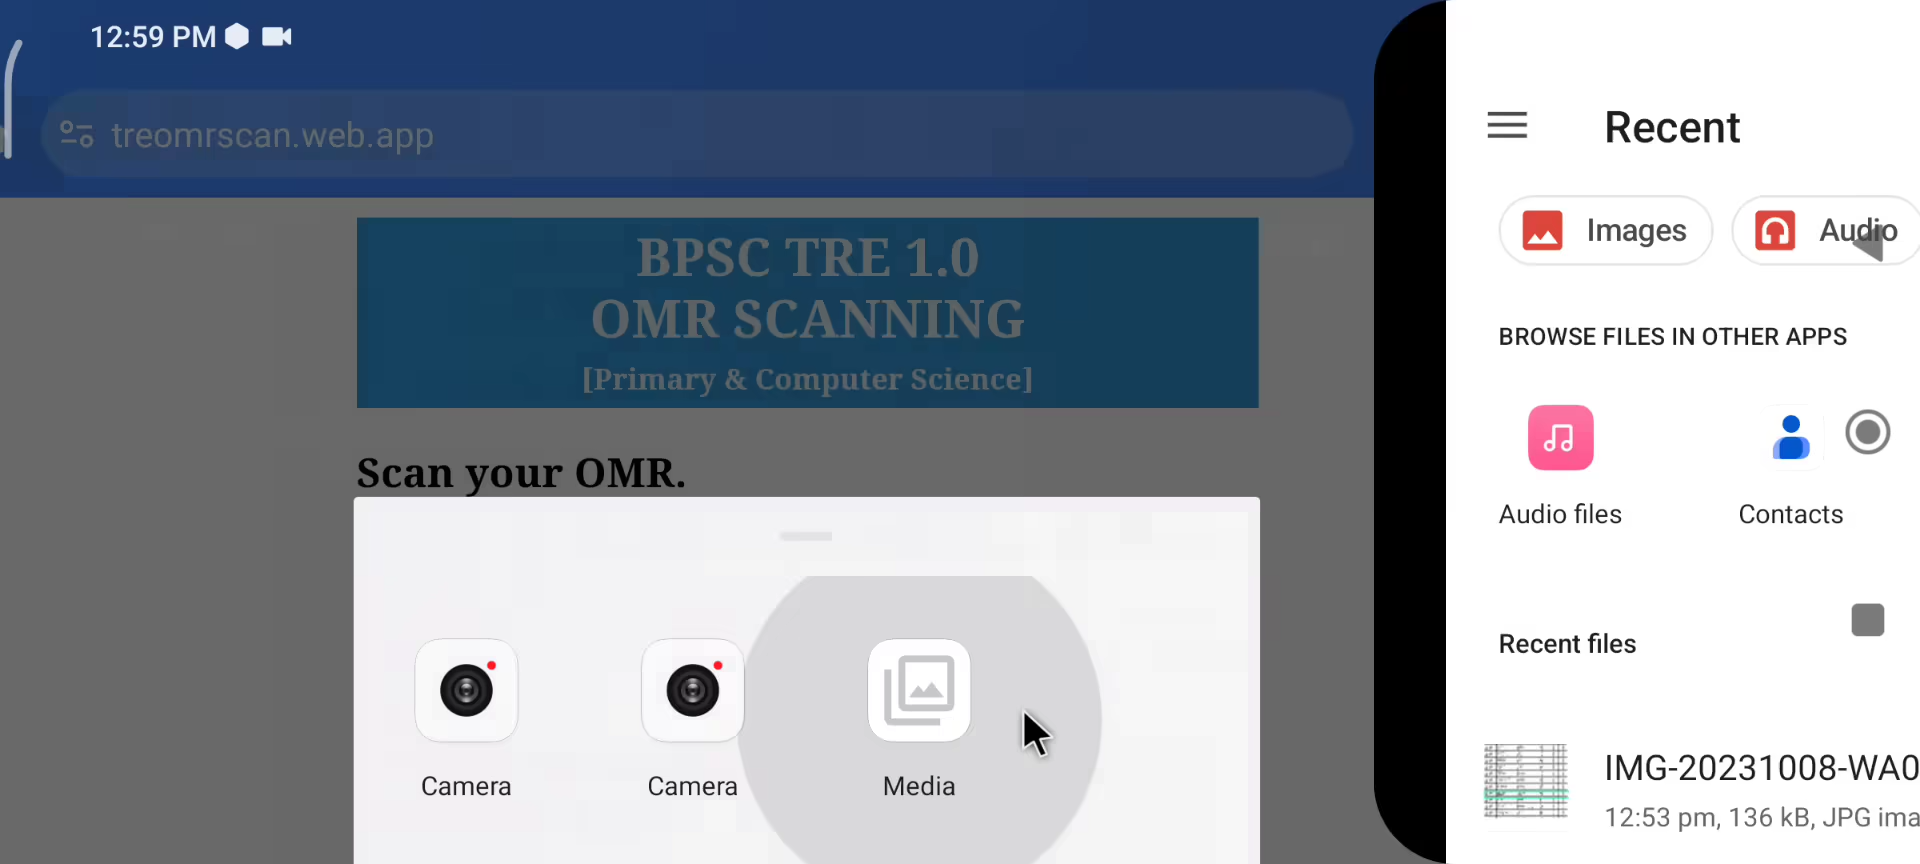 12:59 PM
treomrscan.web.app
BPSC TRE 1.0
OMR SCANNING
[Primary & Computer Science]
Scan your OMR.
Camera
Camera
Media
Recent
Images
Audio
BROWSE FILES IN OTHER APPS
Audio files
Contacts
Recent files
IMG-20231008-WA0
12:53 pm, 136 kB, JPG ima